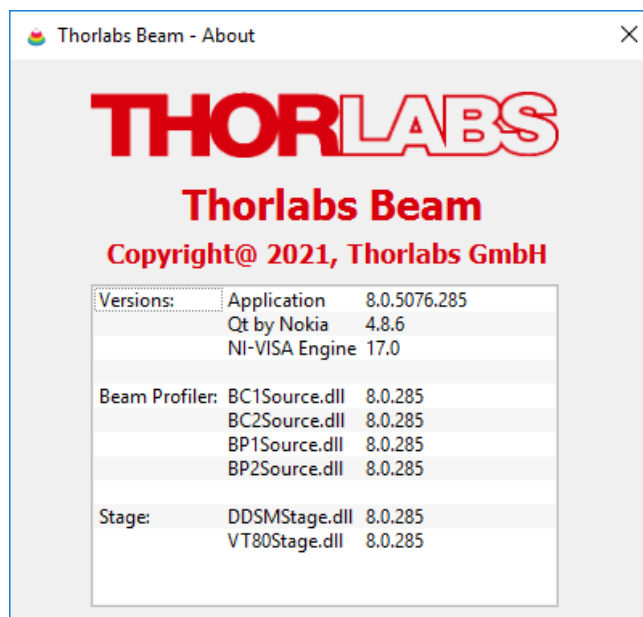 Thorlabs Beam - About
THORLABS
Thorlabs Beam
Copyright@ 2021, Thorlabs GmbH
Versions: Application 8.0.5076.285
Qt by Nokia 4.8.6
NI-VISA Engine 17.0
Beam Profiler: BC1Source.dll 8.0.285
BC2Source.dll 8.0.285
BP1Source.dll 8.0.285
BP2Source.dll 8.0.285
Stage: DDSMStage.dll 8.0.285
VT80Stage.dll 8.0.285